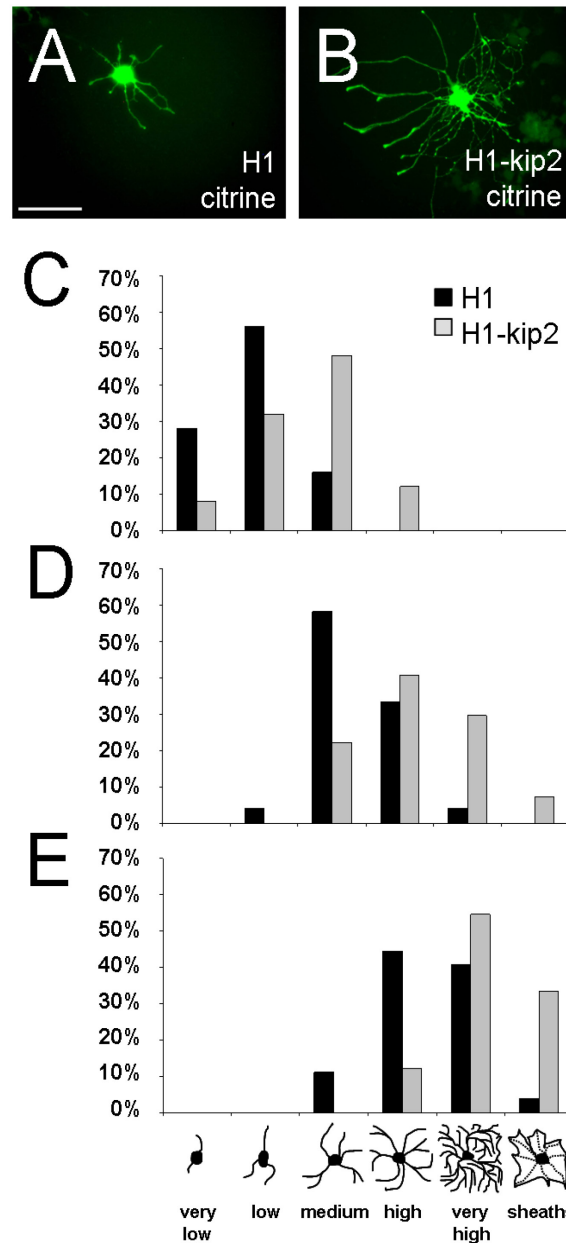 A
H1
citrine
B
H1-kip2
citrine
C
70%
60%
50%
40%
30%
20%
10%
0%
H1
H1-kip2
D
70%
60%
50%
40%
30%
20%
10%
0%
E
70%
60%
50%
40%
30%
20%
10%
0%
very low
low
medium
high
very high
sheaths